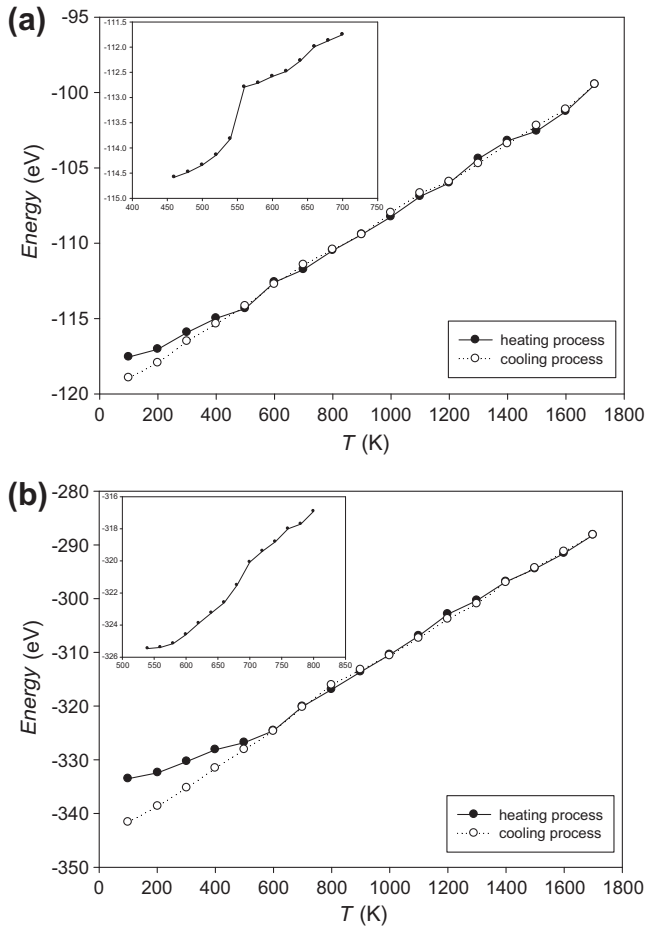 (a)
-95
-100
-105
-110
-115
-120
Energy (eV)
-111.5
-112.0
-112.5
-113.0
-113.5
-114.0
-114.5
-115.0
400 450 500 550 600 650 700 750
heating process
cooling process
0 200 400 600 800 1000 1200 1400 1600 1800
T (K)
(b)
-280
-290
-300
-310
-320
-330
-340
-350
Energy (eV)
-316
-318
-320
-322
-324
-326
500 550 600 650 700 750 800 850
heating process
cooling process
0 200 400 600 800 1000 1200 1400 1600 1800
T (K)